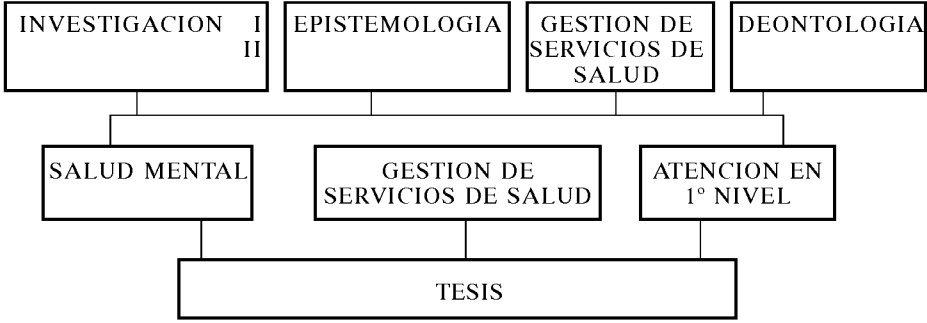 INVESTIGACION I
II
EPISTEMOLOGIA
GESTION DE
SERVICIOS DE
SALUD
DEONTOLOGIA
SALUD MENTAL
GESTION DE
SERVICIOS DE SALUD
ATENCION EN
1º NIVEL
TESIS